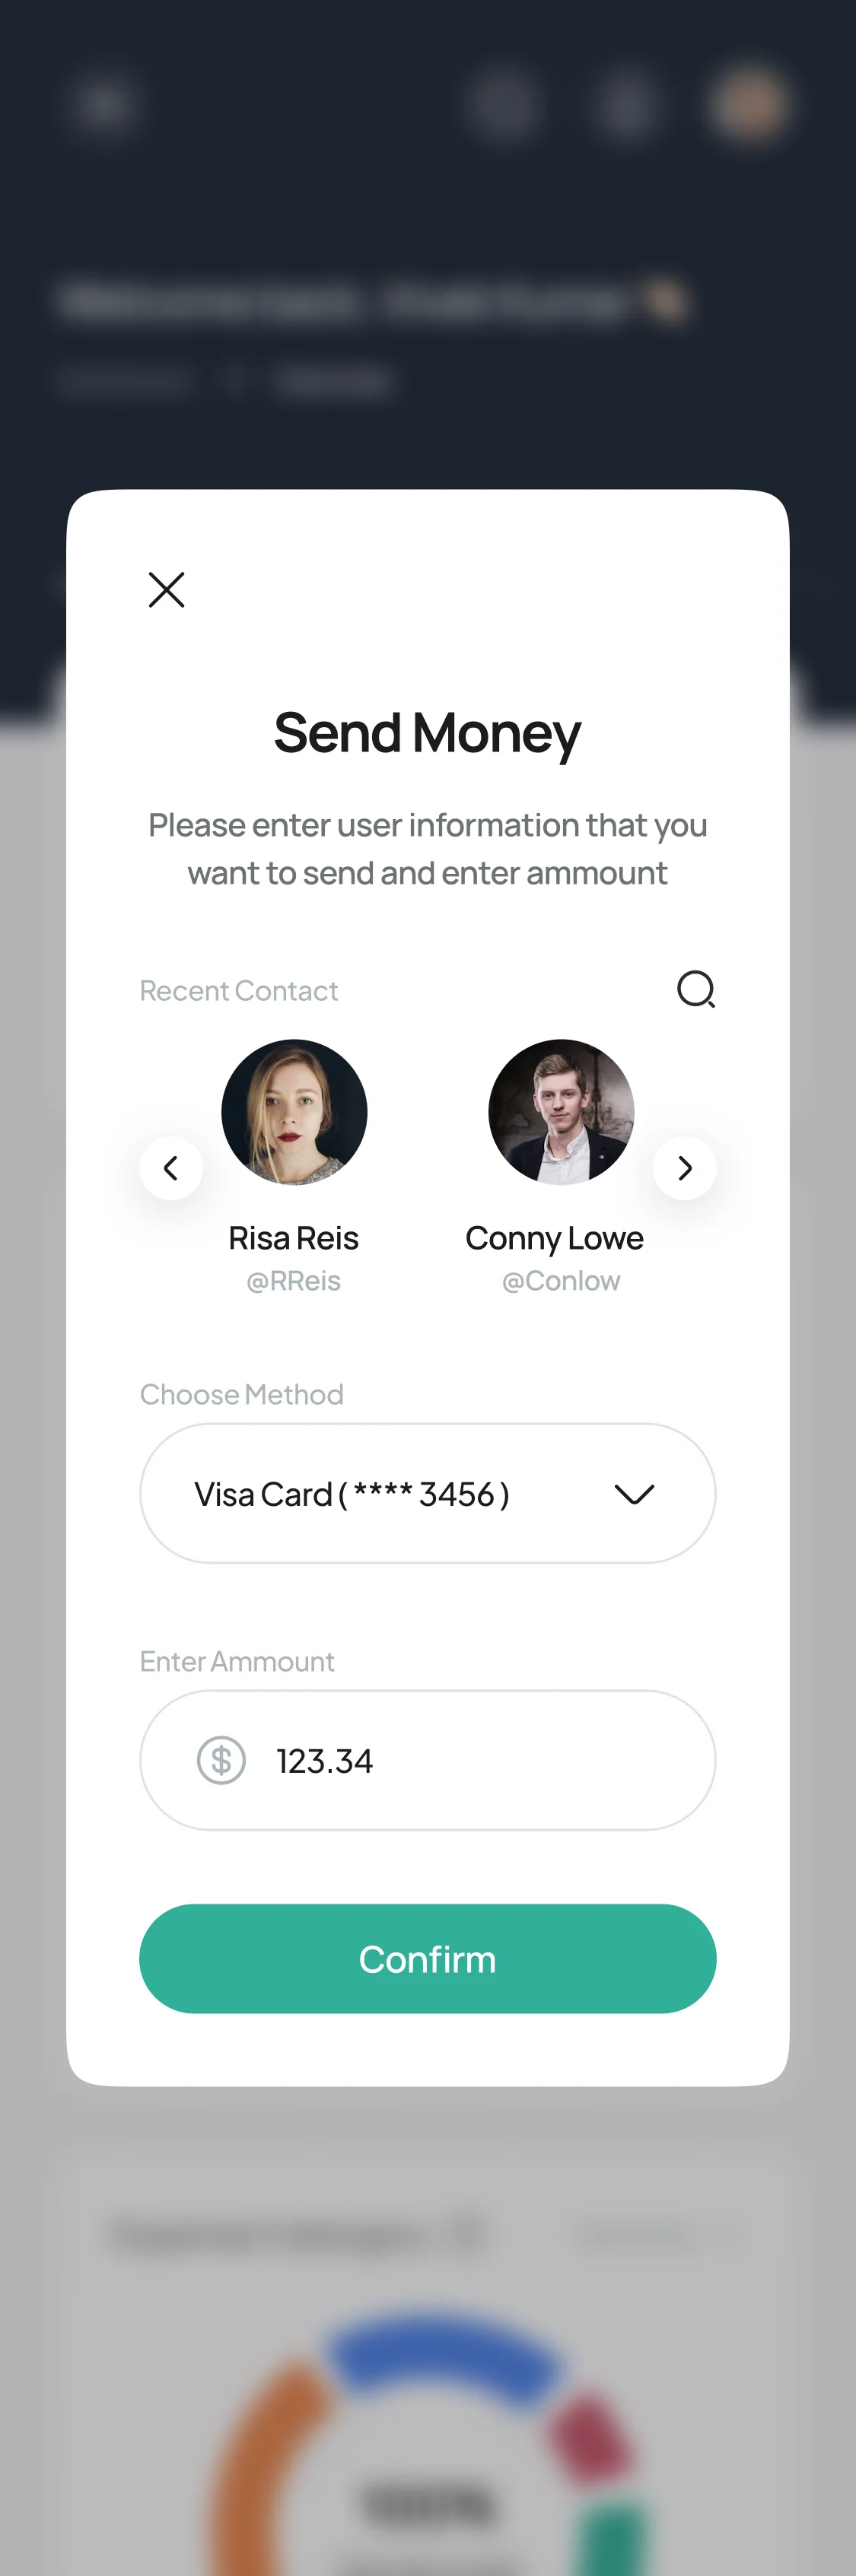 Send Money
Please enter user information that you
want to send and enter ammount
Recent Contact
Risa Reis
Conny Lowe
@RReis
@Conlow
Choose Method
Visa Card ( **** 3456 )
Enter Ammount
$ 123.34
Confirm